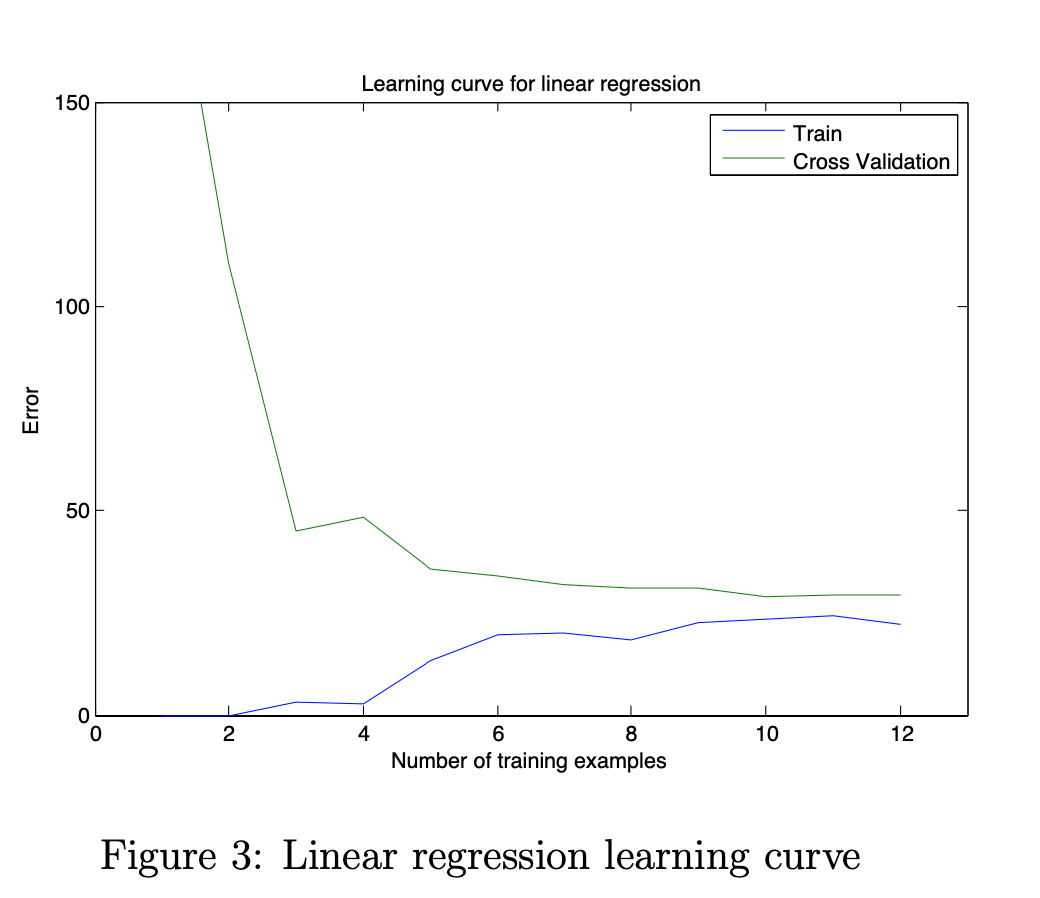 Learning curve for linear regression
150
Train
Cross Validation
100
Error
50
0
0 2 4 6 8 10 12
Number of training examples
Figure 3: Linear regression learning curve